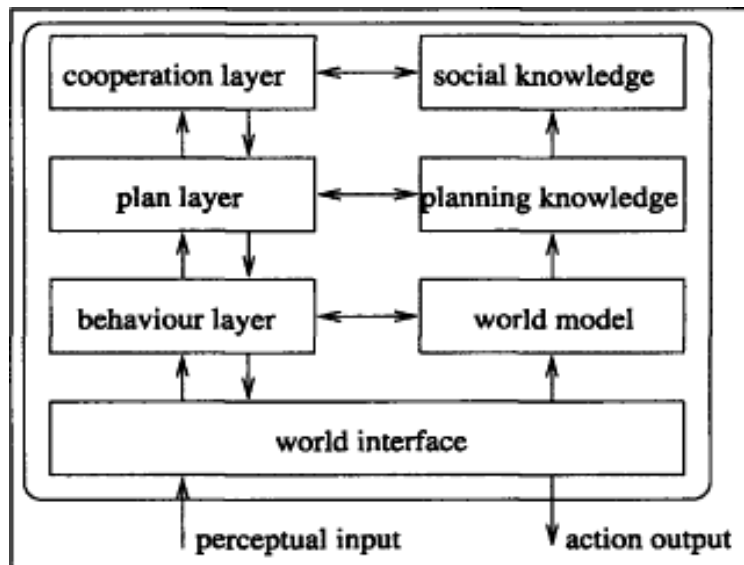 cooperation layer
social knowledge
plan layer
planning knowledge
behaviour layer
world model
world interface
perceptual input
action output